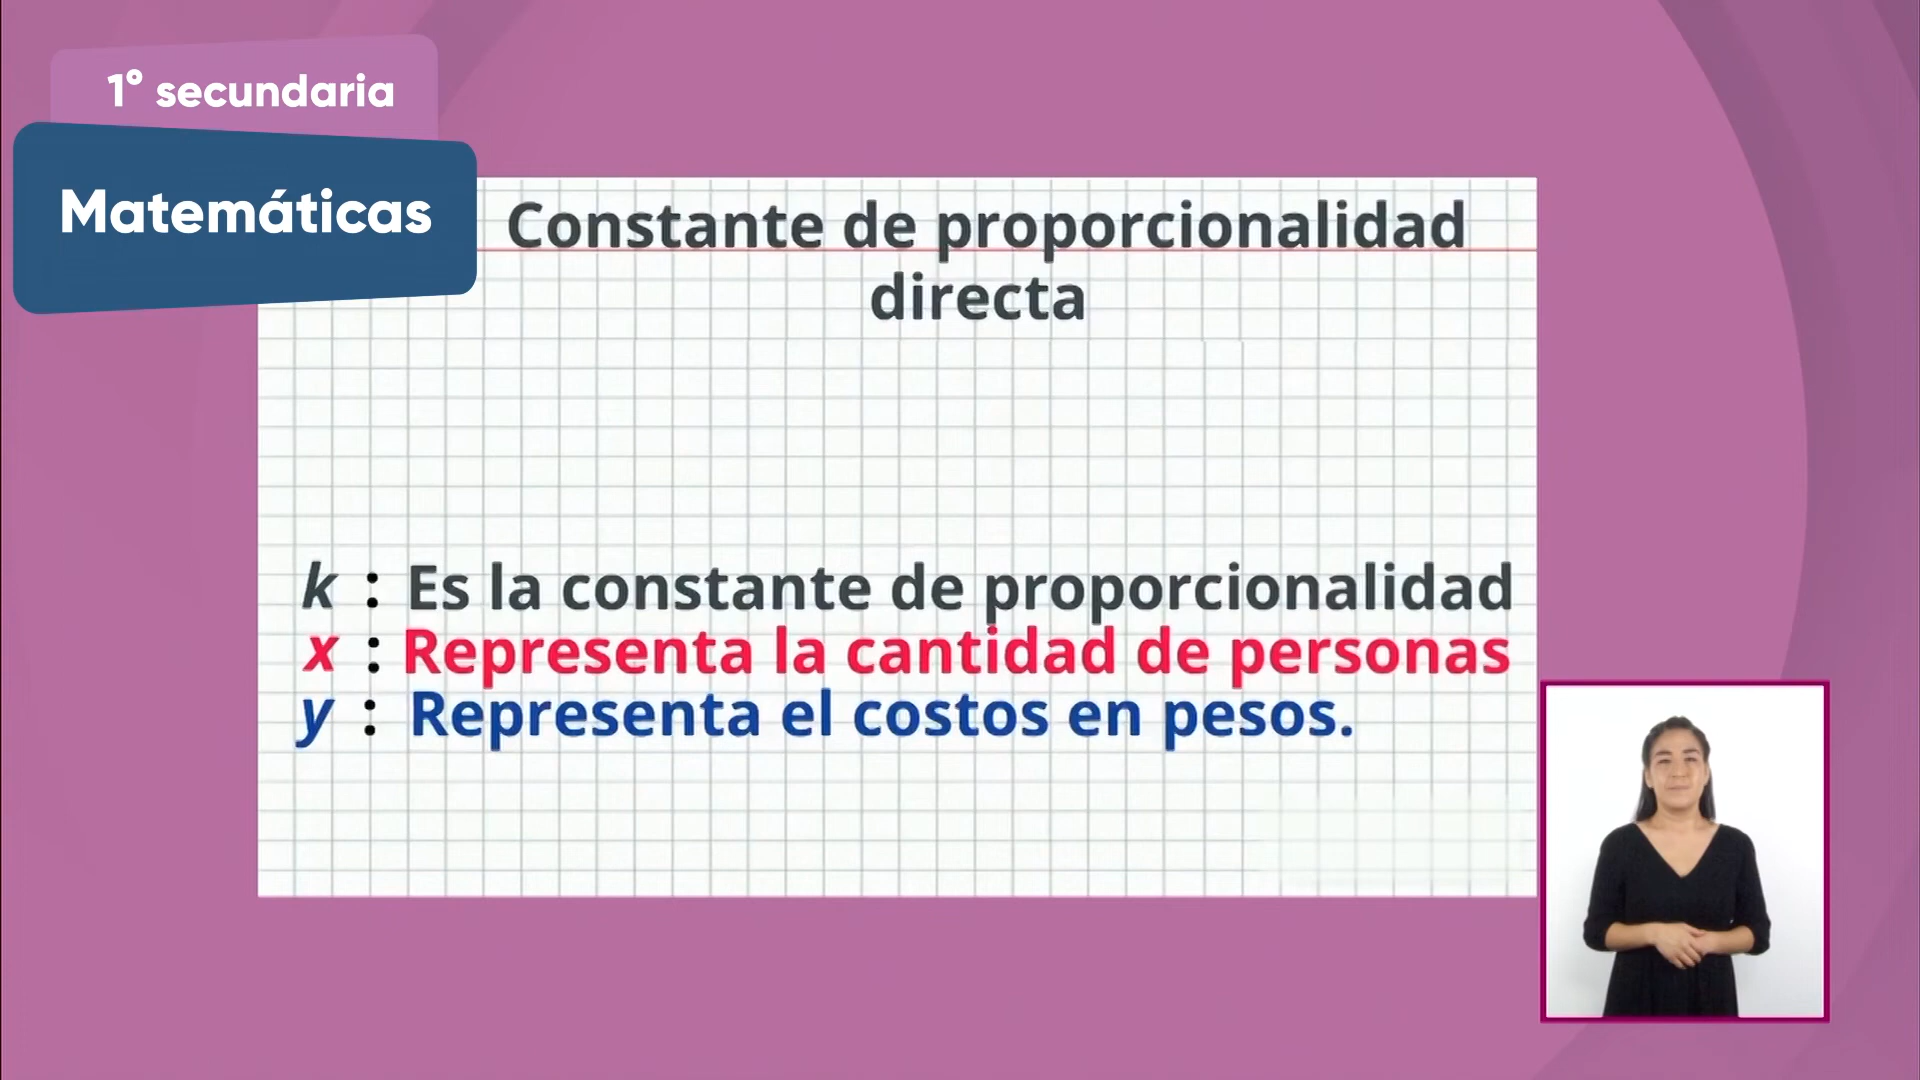 1° secundaria
Matemáticas
Constante de proporcionalidad
directa
k : Es la constante de proporcionalidad
x : Representa la cantidad de personas
y : Representa el costos en pesos.